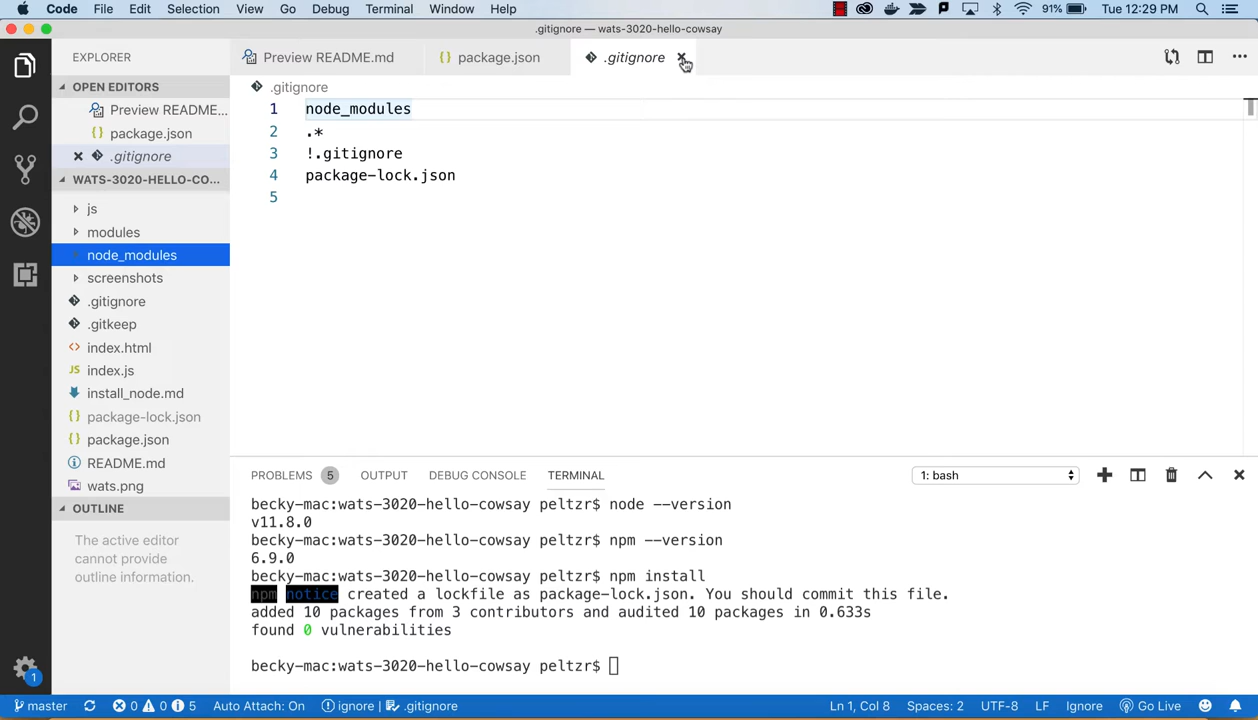 Code File Edit Selection View Go Debug Terminal Window Help 91% Tue 12:29 PM
.gitignore — wats-3020-hello-cowsay
EXPLORER
Preview README.md
package.json
.gitignore
OPEN EDITORS
Preview README...
package.json
.gitignore
WATS-3020-HELLO-CO...
js
modules
node_modules
screenshots
.gitignore
.gitkeep
index.html
JS index.js
install_node.md
package-lock.json
package.json
README.md
wats.png
OUTLINE
The active editor
cannot provide
outline information.
.gitignore
1 node_modules
2 .*
3 !.gitignore
4 package-lock.json
5
PROBLEMS 5 OUTPUT DEBUG CONSOLE TERMINAL 1: bash
becky-mac:wats-3020-hello-cowsay peltzr$ node --version
v11.8.0
becky-mac:wats-3020-hello-cowsay peltzr$ npm --version
6.9.0
becky-mac:wats-3020-hello-cowsay peltzr$ npm install
npm notice created a lockfile as package-lock.json. You should commit this file.
added 10 packages from 3 contributors and audited 10 packages in 0.633s
found 0 vulnerabilities
becky-mac:wats-3020-hello-cowsay peltzr$
1
master 0 0 5 Auto Attach: On ignore | .gitignore Ln 1, Col 8 Spaces: 2 UTF-8 LF Ignore Go Live